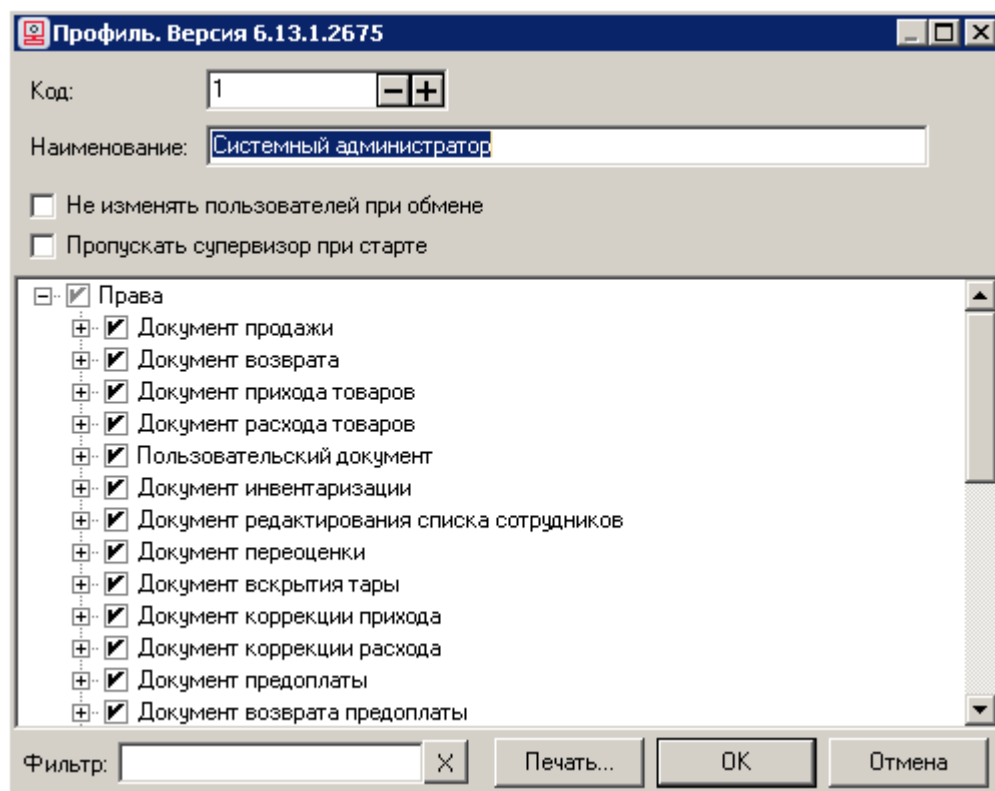 Профиль. Версия 6.13.1.2675
Код: 1
Наименование: Системный администратор
Не изменять пользователей при обмене
Пропускать супервизор при старте
Права
Документ продажи
Документ возврата
Документ прихода товаров
Документ расхода товаров
Пользовательский документ
Документ инвентаризации
Документ редактирования списка сотрудников
Документ переоценки
Документ вскрытия тары
Документ коррекции прихода
Документ коррекции расхода
Документ предоплаты
Документ возврата предоплаты
Фильтр: X Печать... OK Отмена